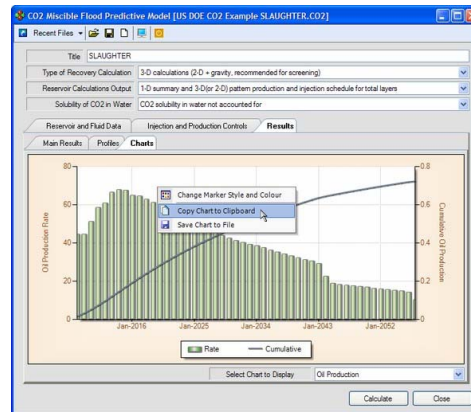 CO2 Miscible Flood Predictive Model [US DOE CO2 Example SLAUGHTER.CO2]
Recent Files
Title SLAUGHTER
Type of Recovery Calculation 3-D calculations (2-D + gravity, recommended for screening)
Reservoir Calculations Output 1-D summary and 3-D(or 2-D) pattern production and injection schedule for total layers
Solubility of CO2 in Water CO2 solubility in water not accounted for
Reservoir and Fluid Data Injection and Production Controls Results
Main Results Profiles Charts
80 0.8
Change Marker Style and Colour
Copy Chart to Clipboard
Save Chart to File
60
Oil Production Rate Cumulative Oil Production
40 0.4
20 0.2
0 0
Jan-2016 Jan-2025 Jan-2034 Jan-2043 Jan-2052
Rate Cumulative
Select Chart to Display Oil Production
Calculate Close